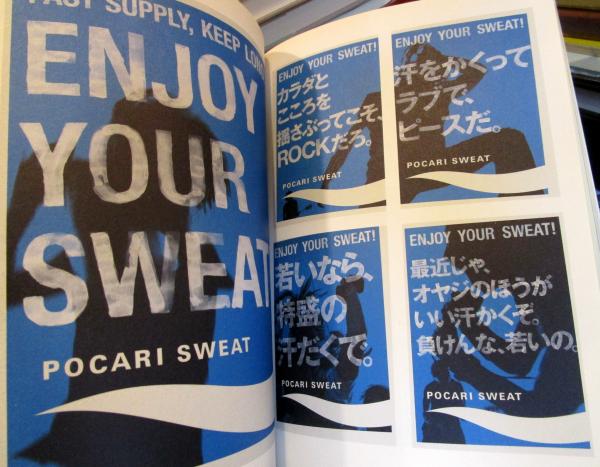 FAST SUPPLY, KEEP LONG
ENJOY
YOUR
SWEAT
POCARI SWEAT
ENJOY YOUR SWEAT!
カラダと
こころを
揺さぶってこそ、
ROCKだろ。
POCARI SWEAT
ENJOY YOUR SWEAT!
汗をかくって
ラブで、
ピースだ。
POCARI SWEAT
ENJOY YOUR SWEAT!
若いなら、
特盛の
汗だくで。
POCARI SWEAT
ENJOY YOUR SWEAT!
最近じゃ、
オヤジのほうが
いい汗かくぞ。
負けんな、若いの。
POCARI SWEAT